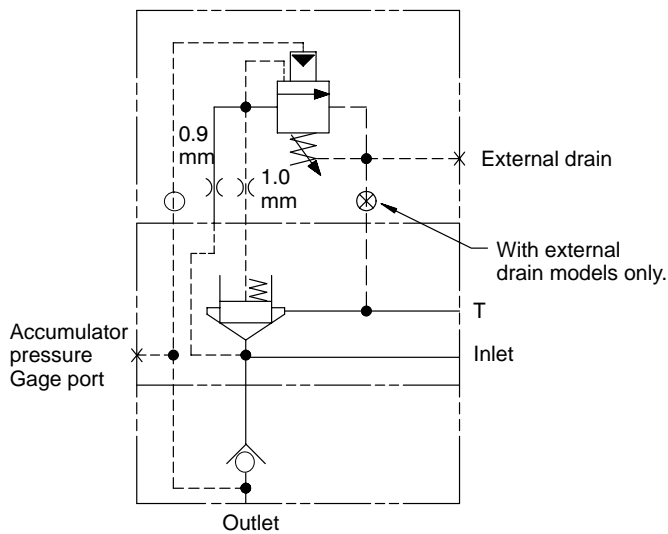 0.9
mm
1.0
mm
External drain
With external
drain models only.
T
Accumulator
pressure
Gage port
Inlet
Outlet